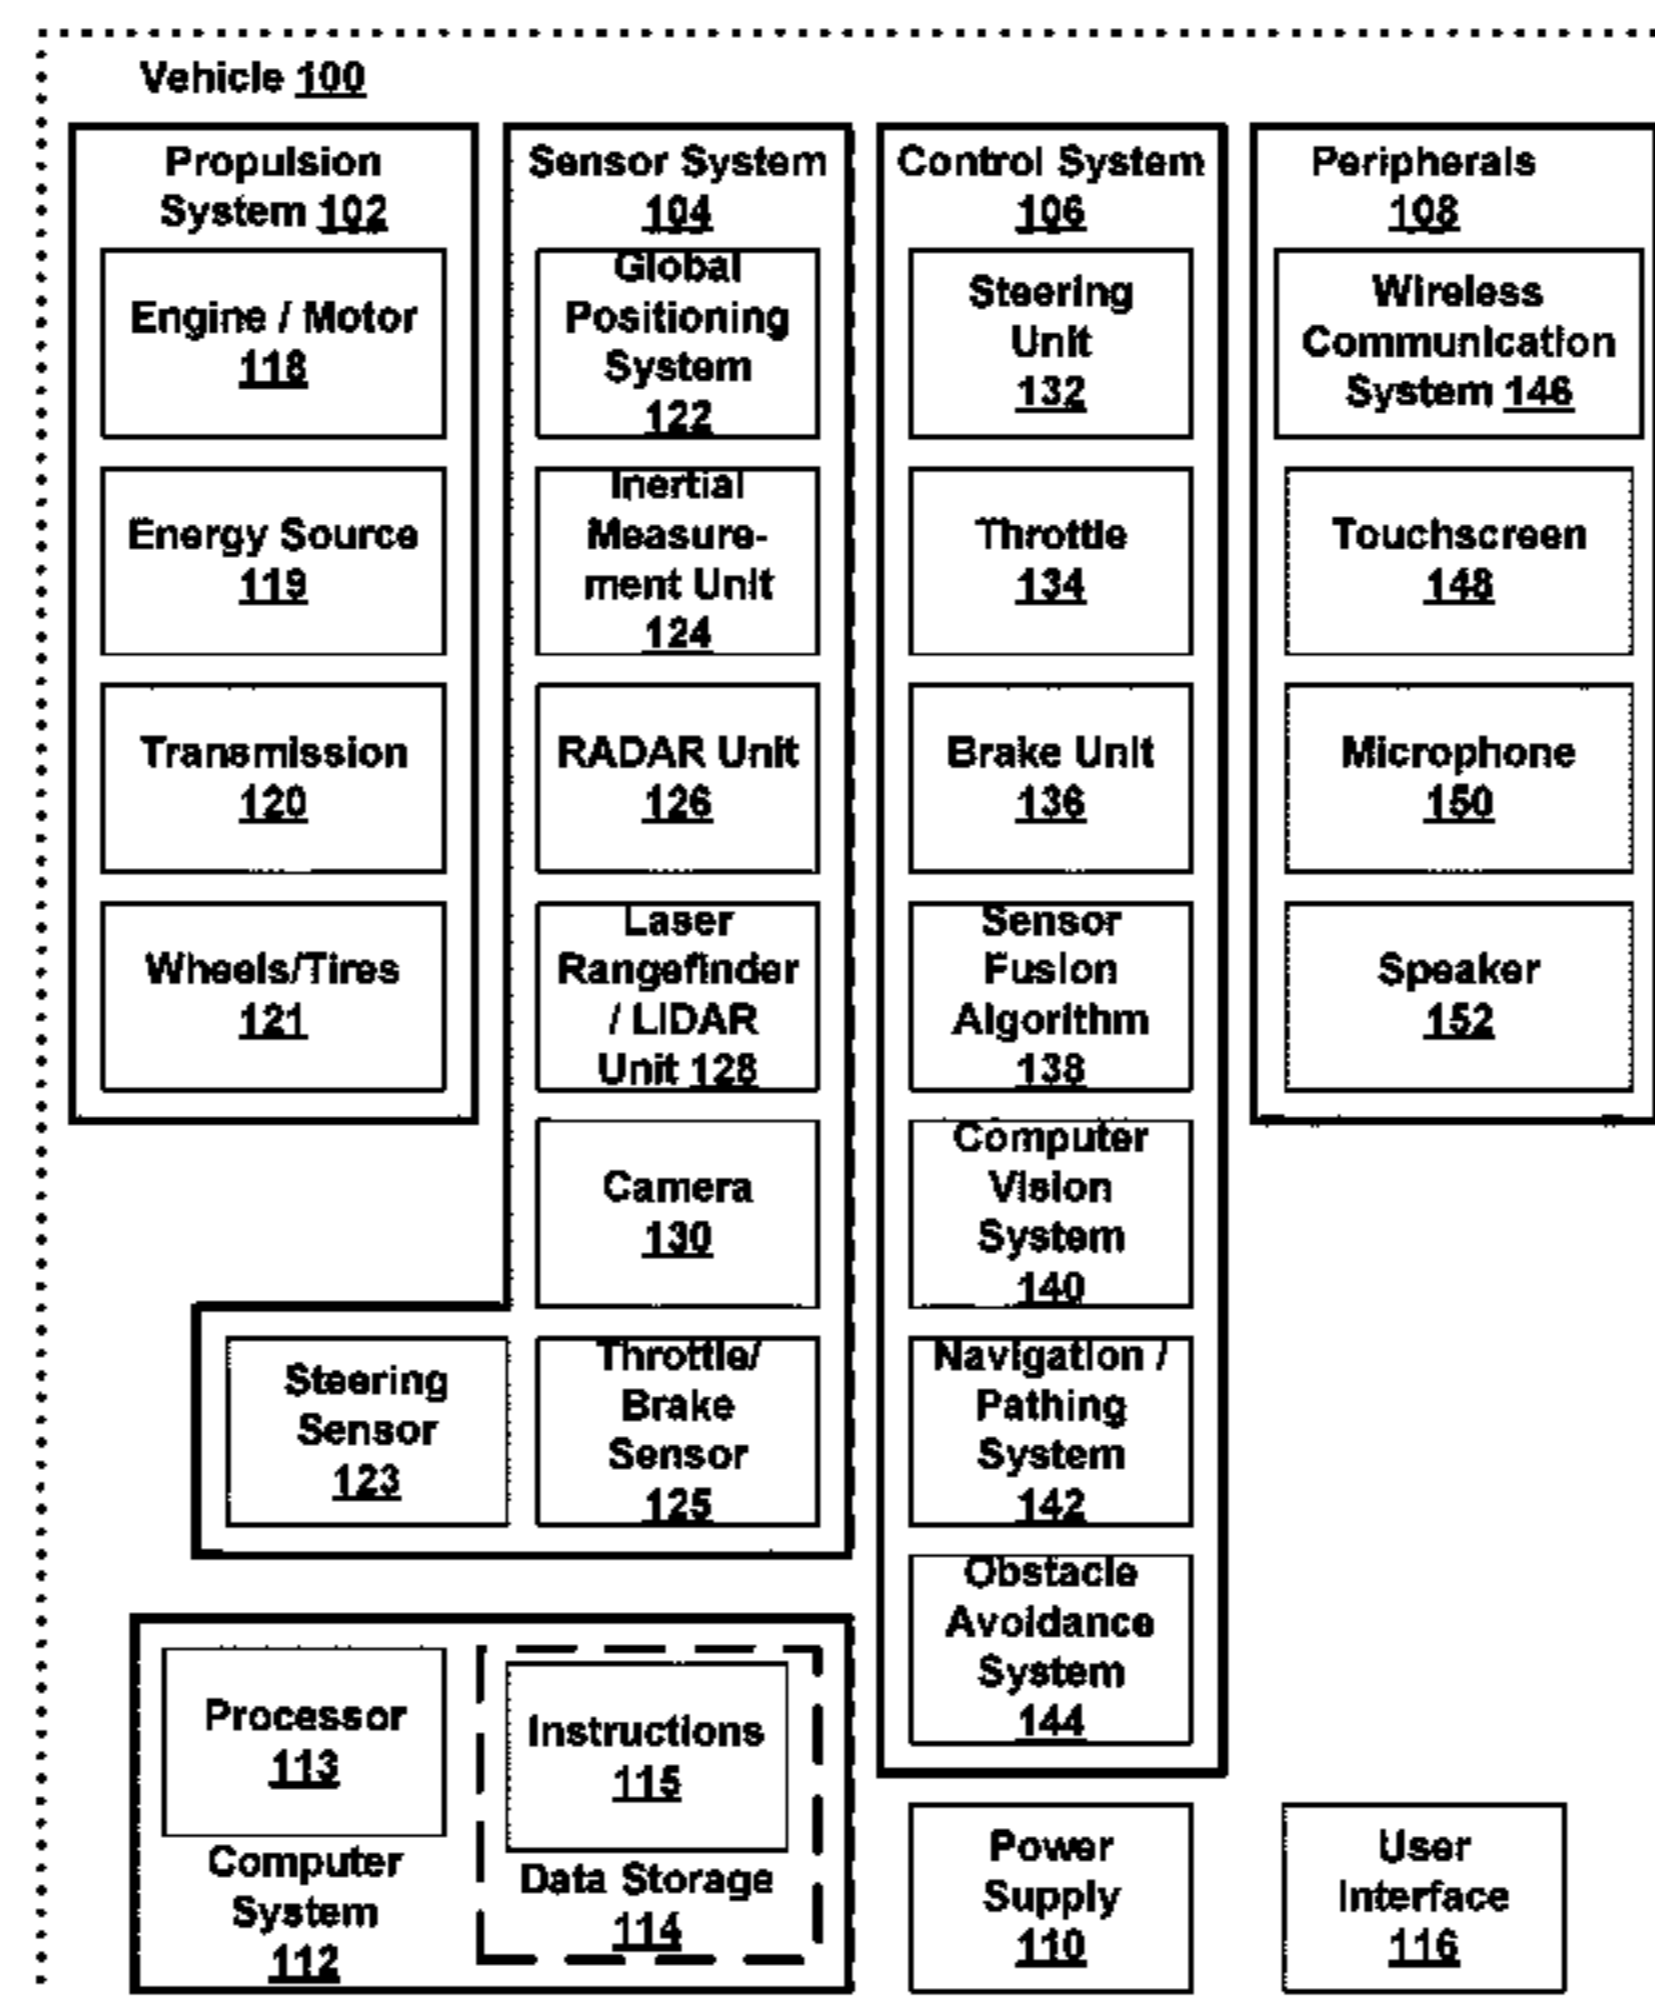 Vehicle 100
Propulsion
System 102
Engine / Motor
118
Energy Source
119
Transmission
120
Wheels/Tires
121
Sensor System
104
Global
Positioning
System
122
Inertial
Measure-
ment Unit
124
RADAR Unit
126
Laser
Rangefinder
/ LIDAR
Unit 128
Camera
130
Steering
Sensor
123
Throttle/
Brake
Sensor
125
Control System
106
Steering
Unit
132
Throttle
134
Brake Unit
136
Sensor
Fusion
Algorithm
138
Computer
Vision
System
140
Navigation /
Pathing
System
142
Obstacle
Avoidance
System
144
Peripherals
108
Wireless
Communication
System 146
Touchscreen
148
Microphone
150
Speaker
152
Processor
113
Computer
System
112
Instructions
115
Data Storage
114
Power
Supply
110
User
Interface
116